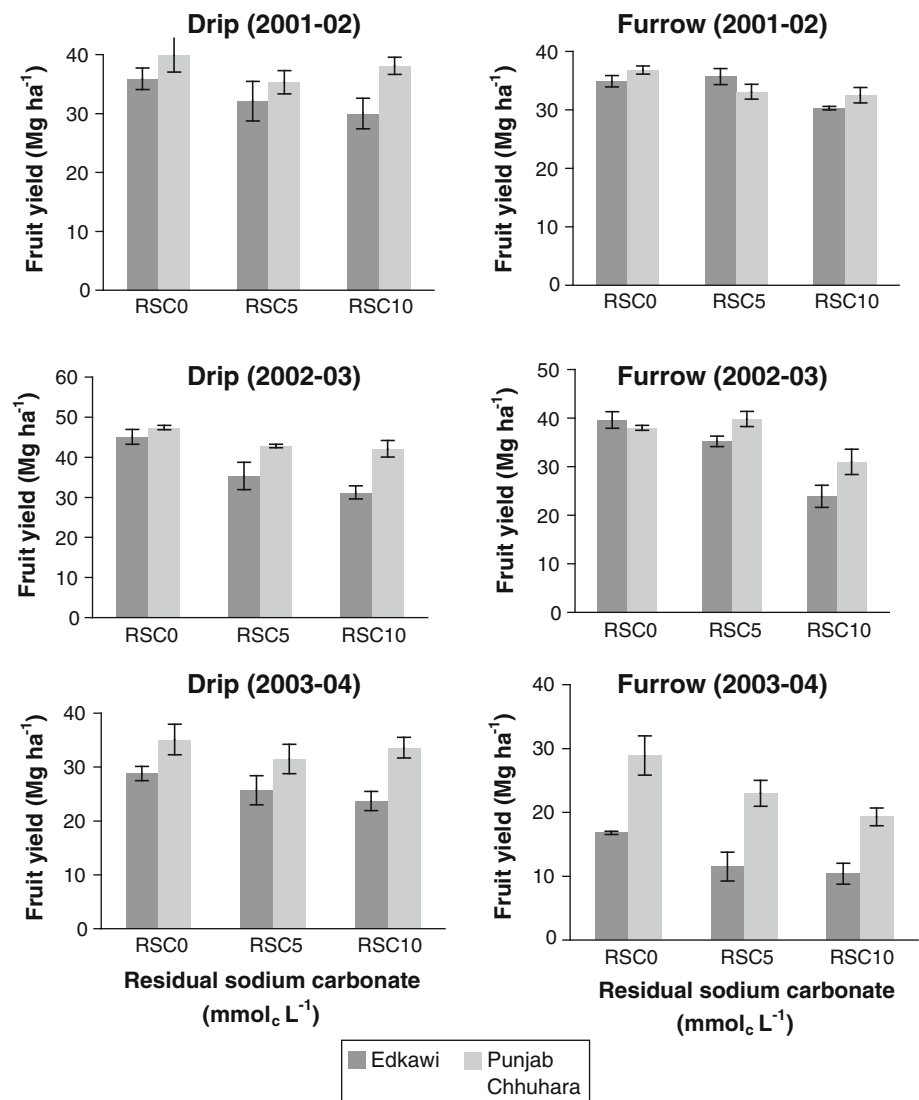 Drip (2001-02)
Fruit yield (Mg ha⁻¹)
40
30
20
10
0
RSC0 RSC5 RSC10
Furrow (2001-02)
Fruit yield (Mg ha⁻¹)
40
30
20
10
0
RSC0 RSC5 RSC10
Drip (2002-03)
Fruit yield (Mg ha⁻¹)
60
50
40
30
20
10
0
RSC0 RSC5 RSC10
Furrow (2002-03)
Fruit yield (Mg ha⁻¹)
50
40
30
20
10
0
RSC0 RSC5 RSC10
Drip (2003-04)
Fruit yield (Mg ha⁻¹)
40
30
20
10
0
RSC0 RSC5 RSC10
Residual sodium carbonate
(mmolc L⁻¹)
Furrow (2003-04)
Fruit yield (Mg ha⁻¹)
40
30
20
10
0
RSC0 RSC5 RSC10
Residual sodium carbonate
(mmolc L⁻¹)
Edkawi
Punjab
Chhuhara